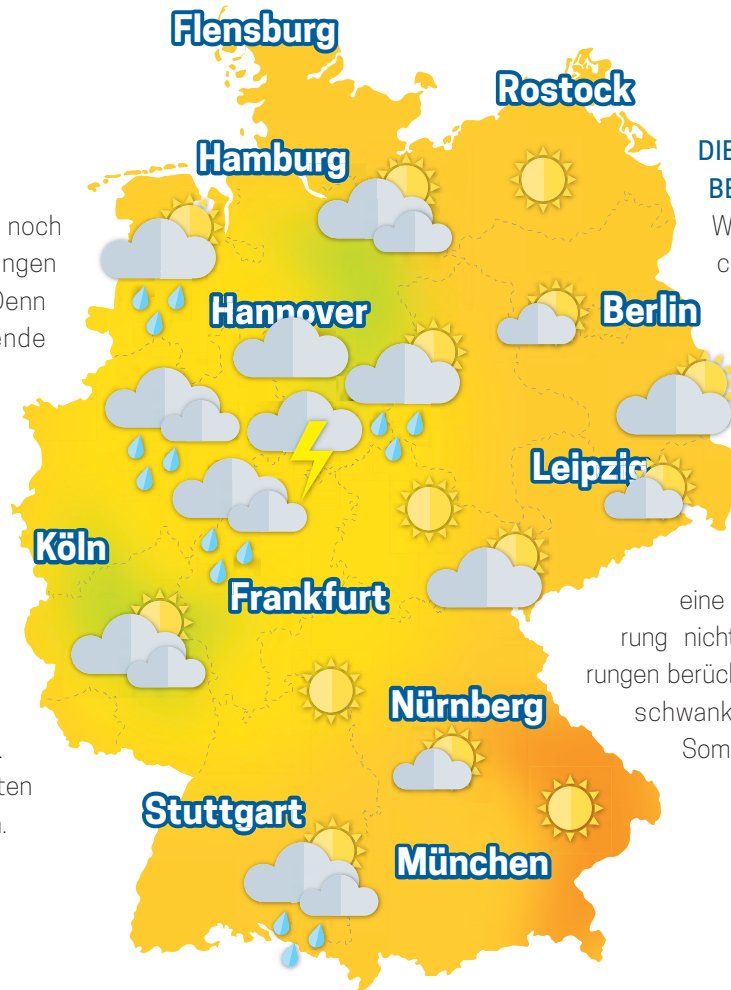 Flensburg
Rostock
Hamburg
DIE
noch
ngen
Denn
ende
Hannover
Berlin
Leipzig
Köln
Frankfurt
eine
rung nicht
rungen berück
schwank
Som
Nürnberg
ten
Stuttgart
München